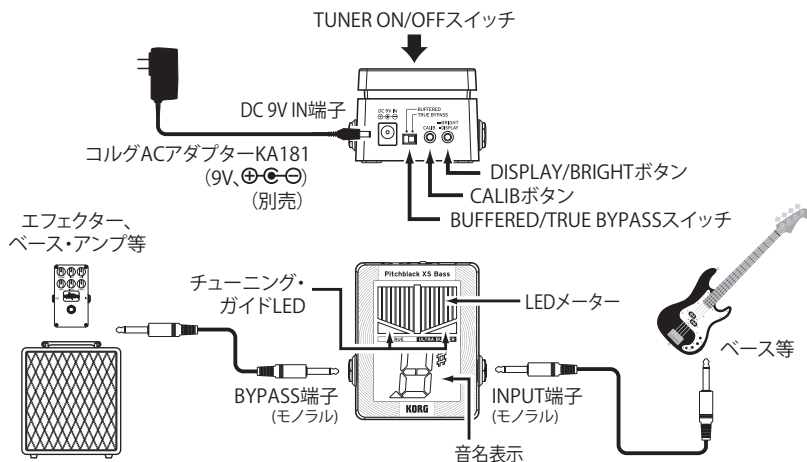 TUNER ON/OFFスイッチ
DC 9V IN端子
DC 9V IN
BUFFERED
TRUE BYPASS
CALIB
BRIGHT
DISPLAY
コルグACアダプターKA181
(9V、⊕-C-⊖)
(別売)
DISPLAY/BRIGHTボタン
CALIBボタン
BUFFERED/TRUE BYPASSスイッチ
エフェクター、
ベース・アンプ等
Pitchblack XS Bass
チューニング・
ガイドLED
LEDメーター
RUE
ULTRA BU
ER
#
BYPASS端子
(モノラル)
KORG
INPUT端子
(モノラル)
ベース等
音名表示